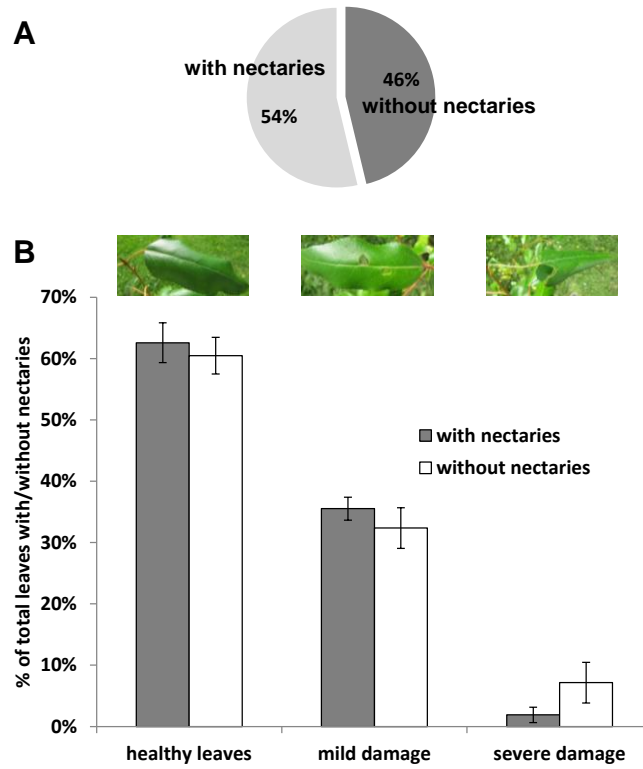 A
with nectaries
46%
without nectaries
54%
B
% of total leaves with/without nectaries
70%
60%
50%
40%
30%
20%
10%
0%
with nectaries
without nectaries
healthy leaves mild damage severe damage